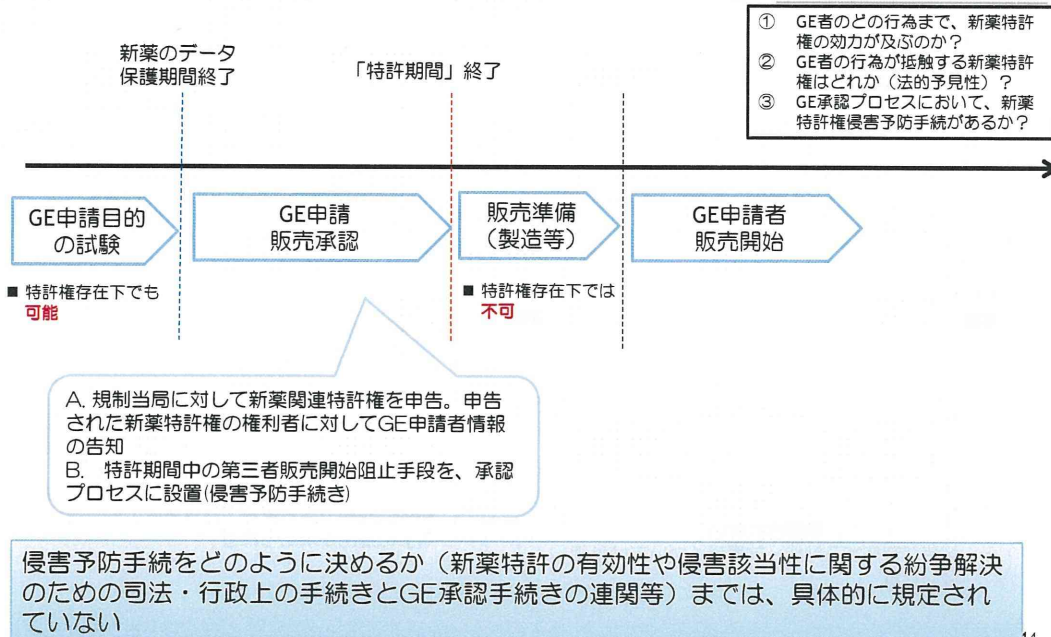 ① GE者のどの行為まで、新薬特許
権の効力が及ぶのか？
② GE者の行為が抵触する新薬特許
権はどれか（法的予見性）？
③ GE承認プロセスにおいて、新薬
特許権侵害予防手続があるか？
新薬のデータ
保護期間終了
「特許期間」終了
GE申請目的
の試験
GE申請
販売承認
販売準備
（製造等）
GE申請者
販売開始
■ 特許権存在下でも
可能
■ 特許権存在下では
不可
A. 規制当局に対して新薬関連特許権を申告。申告
された新薬特許権の権利者に対してGE申請者情報
の告知
B. 特許期間中の第三者販売開始阻止手段を、承認
プロセスに設置(侵害予防手続き)
侵害予防手続をどのように決めるか（新薬特許の有効性や侵害該当性に関する紛争解決
のための司法・行政上の手続きとGE承認手続きの連関等）までは、具体的に規定され
ていない